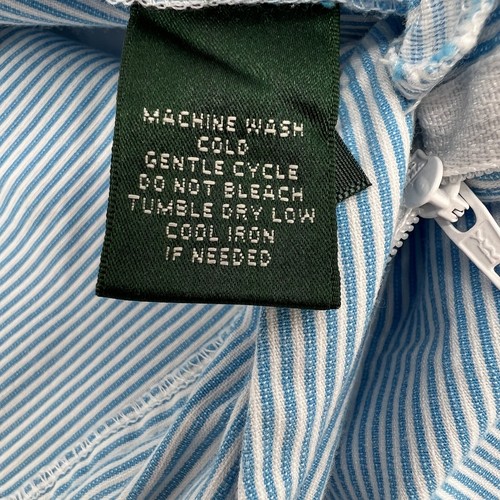 MACHINE WASH
COLD
GENTLE CYCLE
DO NOT BLEACH
TUMBLE DRY LOW
COOL IRON
IF NEEDED